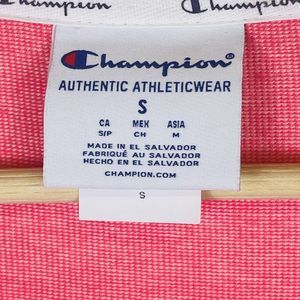 Champion
Champion
AUTHENTIC ATHLETICWEAR
S
CA MEX ASIA
S/P CH M
MADE IN EL SALVADOR
FABRIQUÉ AU SALVADOR
HECHO EN EL SALVADOR
CHAMPION.COM
S